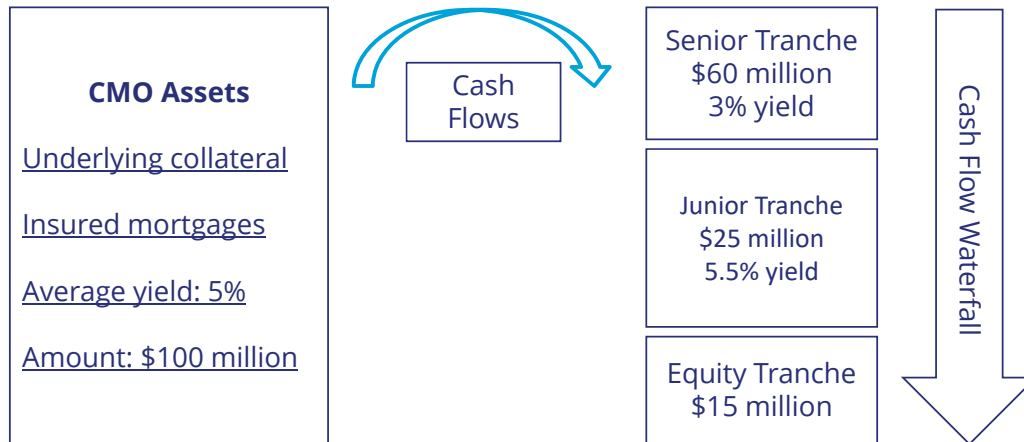 CMO Assets
Underlying collateral
Insured mortgages
Average yield: 5%
Amount: $100 million
Cash
Flows
Senior Tranche
$60 million
3% yield
Junior Tranche
$25 million
5.5% yield
Equity Tranche
$15 million
Cash Flow Waterfall